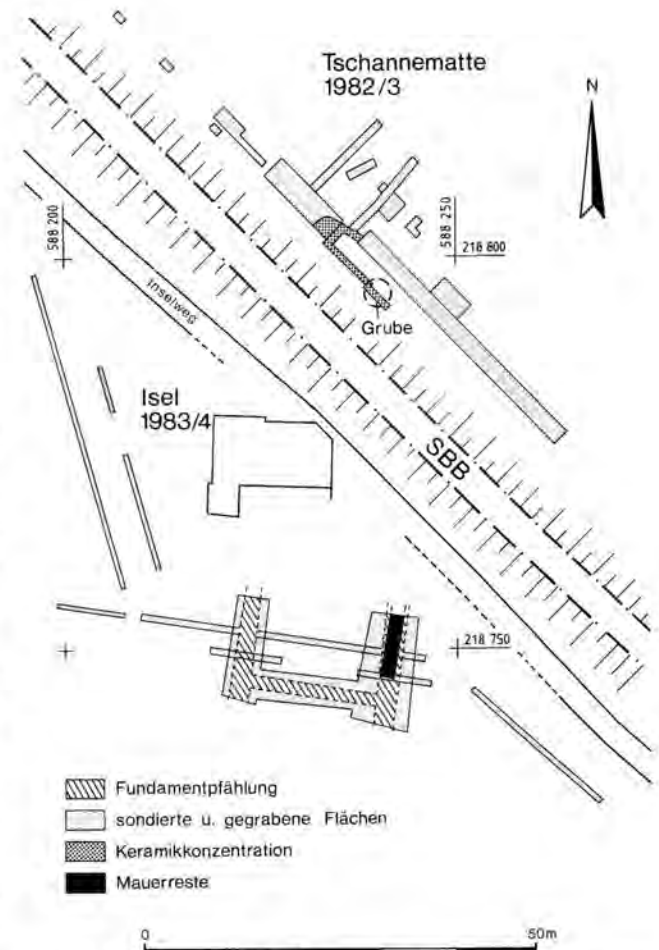 Tschannematte
1982/3
N
588 200
588 250
218 800
Inselweg
Grube
Isel
1983/4
SBB
218 750
Fundamentpfählung
sondierte u. gegrabene Flächen
Keramikkonzentration
Mauerreste
0
50m